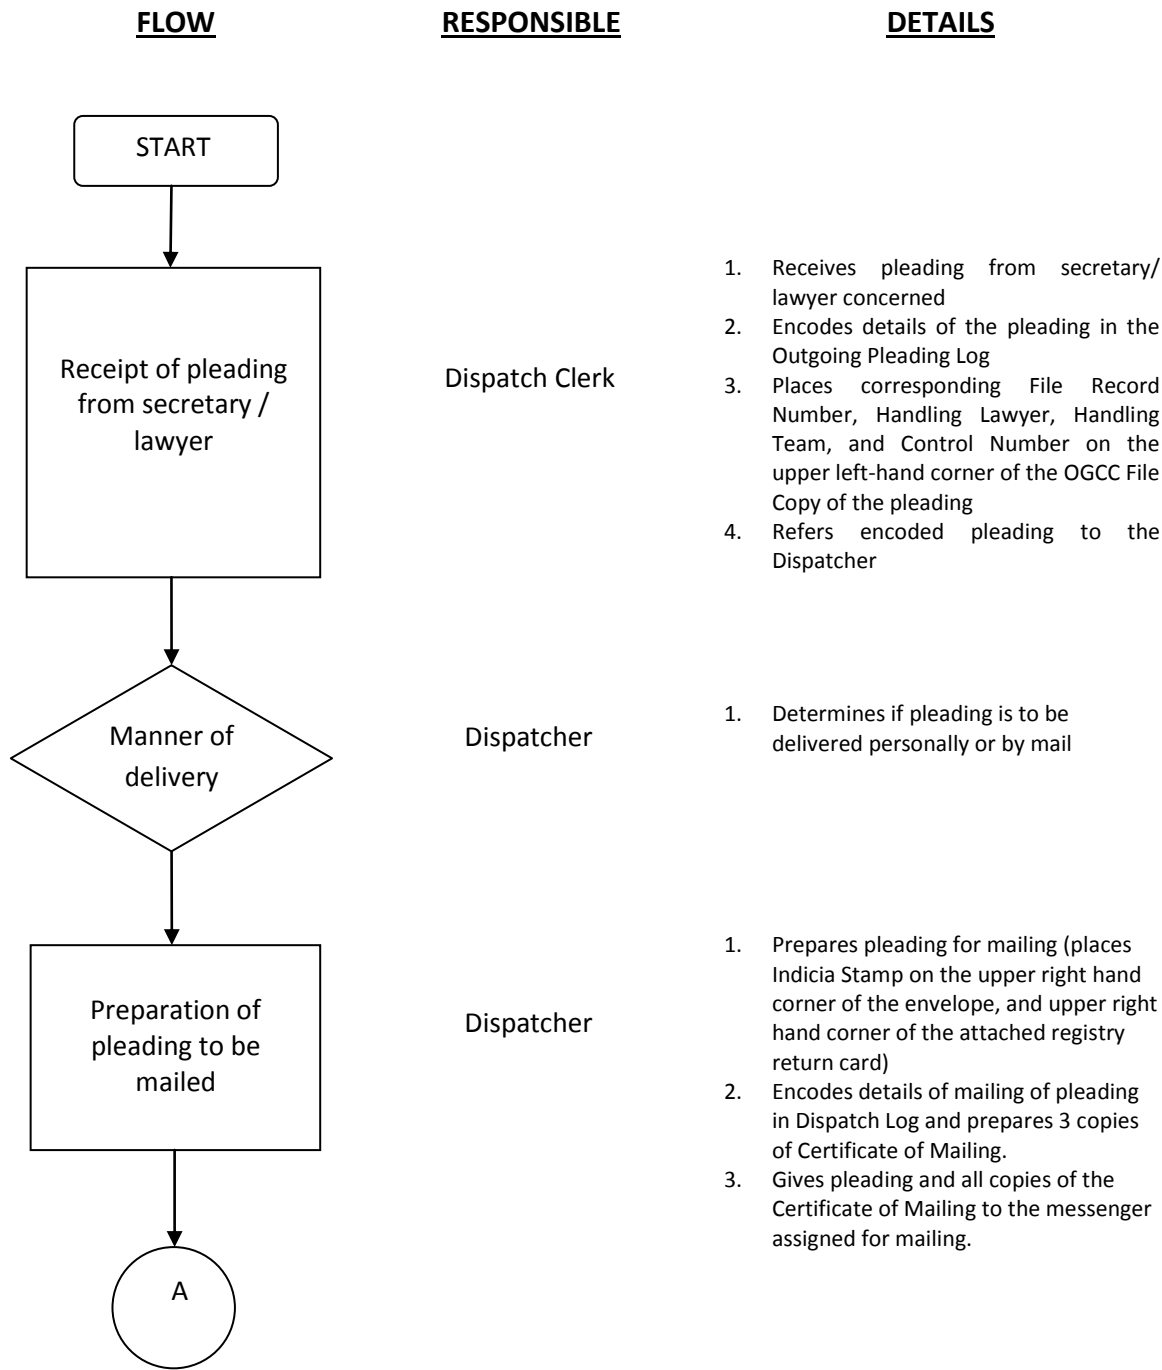 FLOW RESPONSIBLE DETAILS
START
Receipt of pleading
from secretary /
lawyer
Dispatch Clerk
1. Receives pleading from secretary/
lawyer concerned
2. Encodes details of the pleading in the
Outgoing Pleading Log
3. Places corresponding File Record
Number, Handling Lawyer, Handling
Team, and Control Number on the
upper left-hand corner of the OGCC File
Copy of the pleading
4. Refers encoded pleading to the
Dispatcher
Manner of
delivery
Dispatcher
1. Determines if pleading is to be
delivered personally or by mail
Preparation of
pleading to be
mailed
Dispatcher
1. Prepares pleading for mailing (places
Indicia Stamp on the upper right hand
corner of the envelope, and upper right
hand corner of the attached registry
return card)
2. Encodes details of mailing of pleading
in Dispatch Log and prepares 3 copies
of Certificate of Mailing.
3. Gives pleading and all copies of the
Certificate of Mailing to the messenger
assigned for mailing.
A